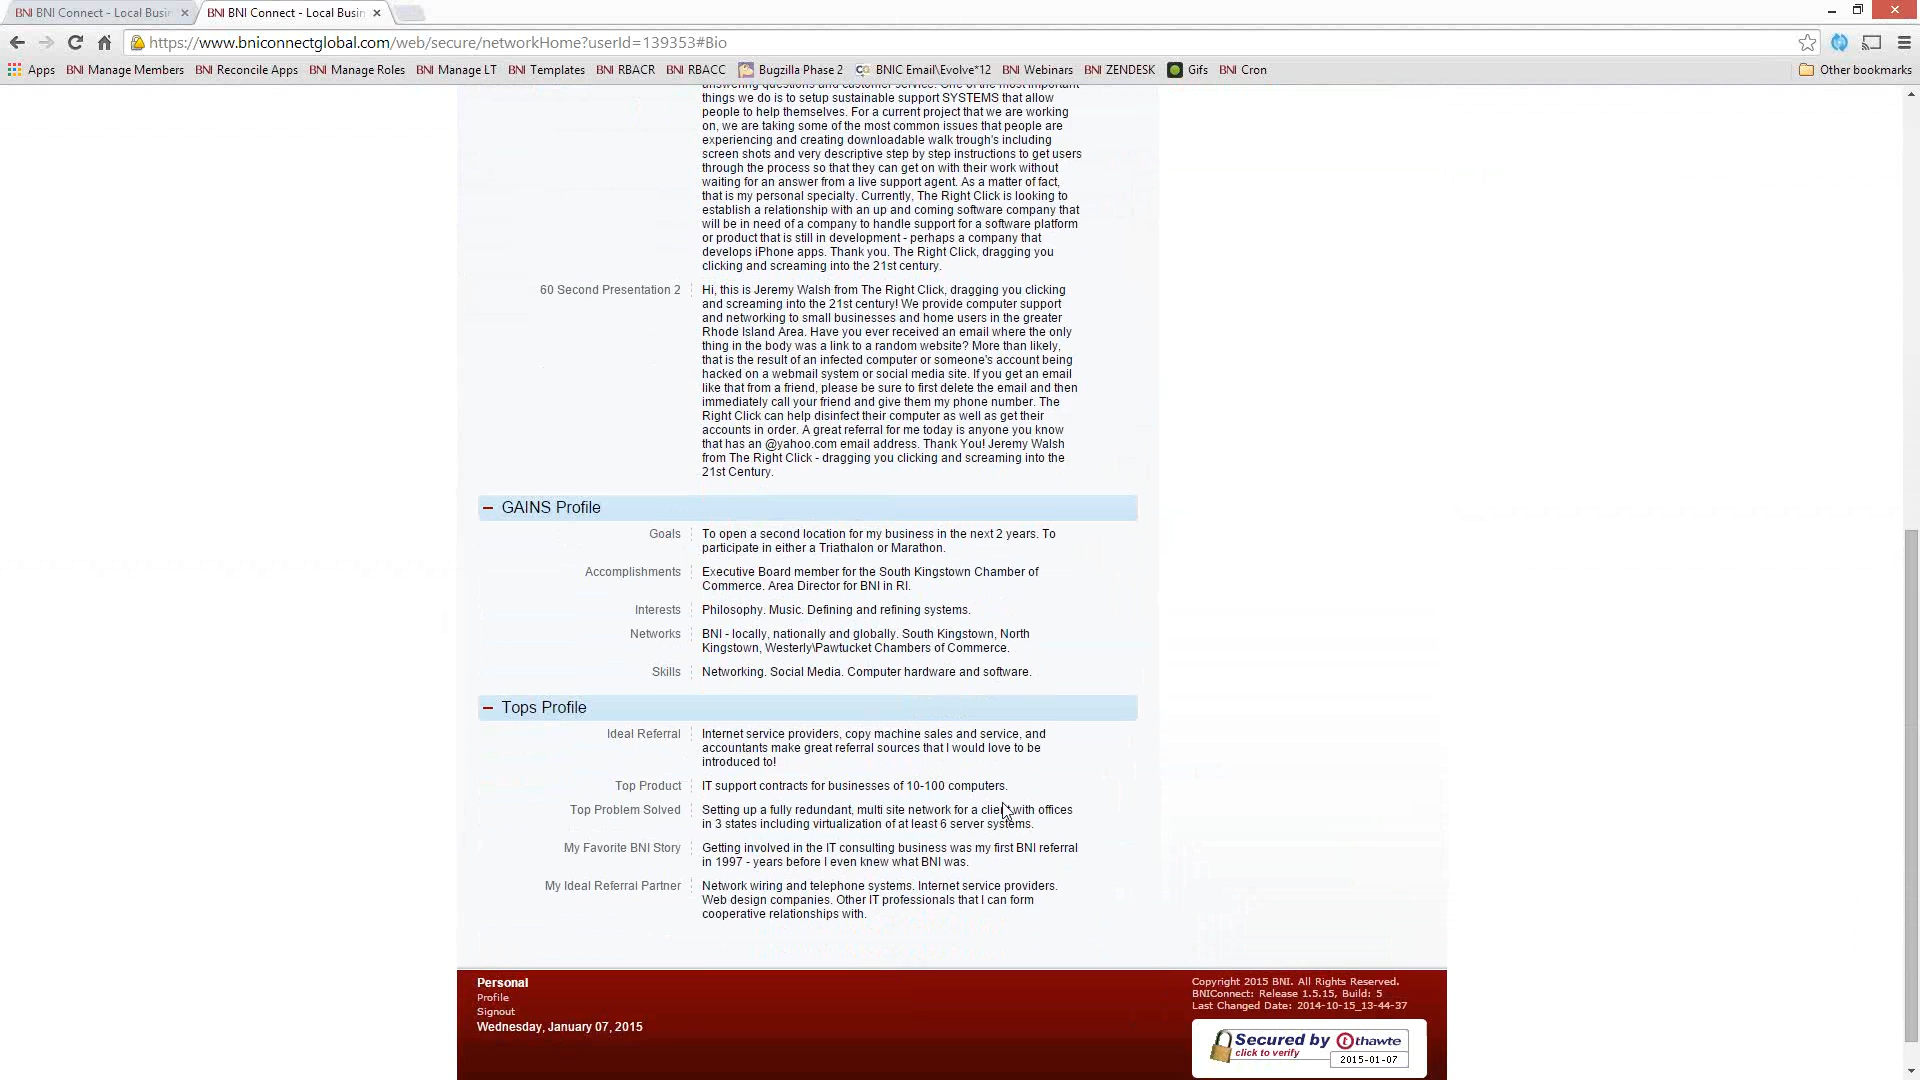 BNI BNI Connect - Local Busin
BNI BNI Connect - Local Busin
https://www.bniconnectglobal.com/web/secure/networkHome?userId=139353#Bio
Apps BNI Manage Members BNI Reconcile Apps BNI Manage Roles BNI Manage LT BNI Templates BNI RBACR BNI RBACC Bugzilla Phase 2 BNIC Email\Evolve*12 BNI Webinars BNI ZENDESK Gifs BNI Cron Other bookmarks
answering questions and customer service. One of the most important
things we do is to setup sustainable support SYSTEMS that allow
people to help themselves. For a current project that we are working
on, we are taking some of the most common issues that people are
experiencing and creating downloadable walk trough's including
screen shots and very descriptive step by step instructions to get users
through the process so that they can get on with their work without
waiting for an answer from a live support agent. As a matter of fact,
that is my personal specialty. Currently, The Right Click is looking to
establish a relationship with an up and coming software company that
will be in need of a company to handle support for a software platform
or product that is still in development - perhaps a company that
develops iPhone apps. Thank you. The Right Click, dragging you
clicking and screaming into the 21st century.
60 Second Presentation 2 Hi, this is Jeremy Walsh from The Right Click, dragging you clicking
and screaming into the 21st century! We provide computer support
and networking to small businesses and home users in the greater
Rhode Island Area. Have you ever received an email where the only
thing in the body was a link to a random website? More than likely,
that is the result of an infected computer or someone's account being
hacked on a webmail system or social media site. If you get an email
like that from a friend, please be sure to first delete the email and then
immediately call your friend and give them my phone number. The
Right Click can help disinfect their computer as well as get their
accounts in order. A great referral for me today is anyone you know
that has an @yahoo.com email address. Thank You! Jeremy Walsh
from The Right Click - dragging you clicking and screaming into the
21st Century.
GAINS Profile
Goals To open a second location for my business in the next 2 years. To
participate in either a Triathalon or Marathon.
Accomplishments Executive Board member for the South Kingstown Chamber of
Commerce. Area Director for BNI in RI.
Interests Philosophy. Music. Defining and refining systems.
Networks BNI - locally, nationally and globally. South Kingstown, North
Kingstown, Westerly\Pawtucket Chambers of Commerce.
Skills Networking. Social Media. Computer hardware and software.
Tops Profile
Ideal Referral Internet service providers, copy machine sales and service, and
accountants make great referral sources that I would love to be
introduced to!
Top Product IT support contracts for businesses of 10-100 computers.
Top Problem Solved Setting up a fully redundant, multi site network for a client with offices
in 3 states including virtualization of at least 6 server systems.
My Favorite BNI Story Getting involved in the IT consulting business was my first BNI referral
in 1997 - years before I even knew what BNI was.
My Ideal Referral Partner Network wiring and telephone systems. Internet service providers.
Web design companies. Other IT professionals that I can form
cooperative relationships with.
Personal
Profile
Signout
Wednesday, January 07, 2015
Copyright 2015 BNI. All Rights Reserved.
BNIConnect: Release 1.5.15, Build: 5
Last Changed Date: 2014-10-15_13-44-37
Secured by thawte
click to verify
2015-01-07